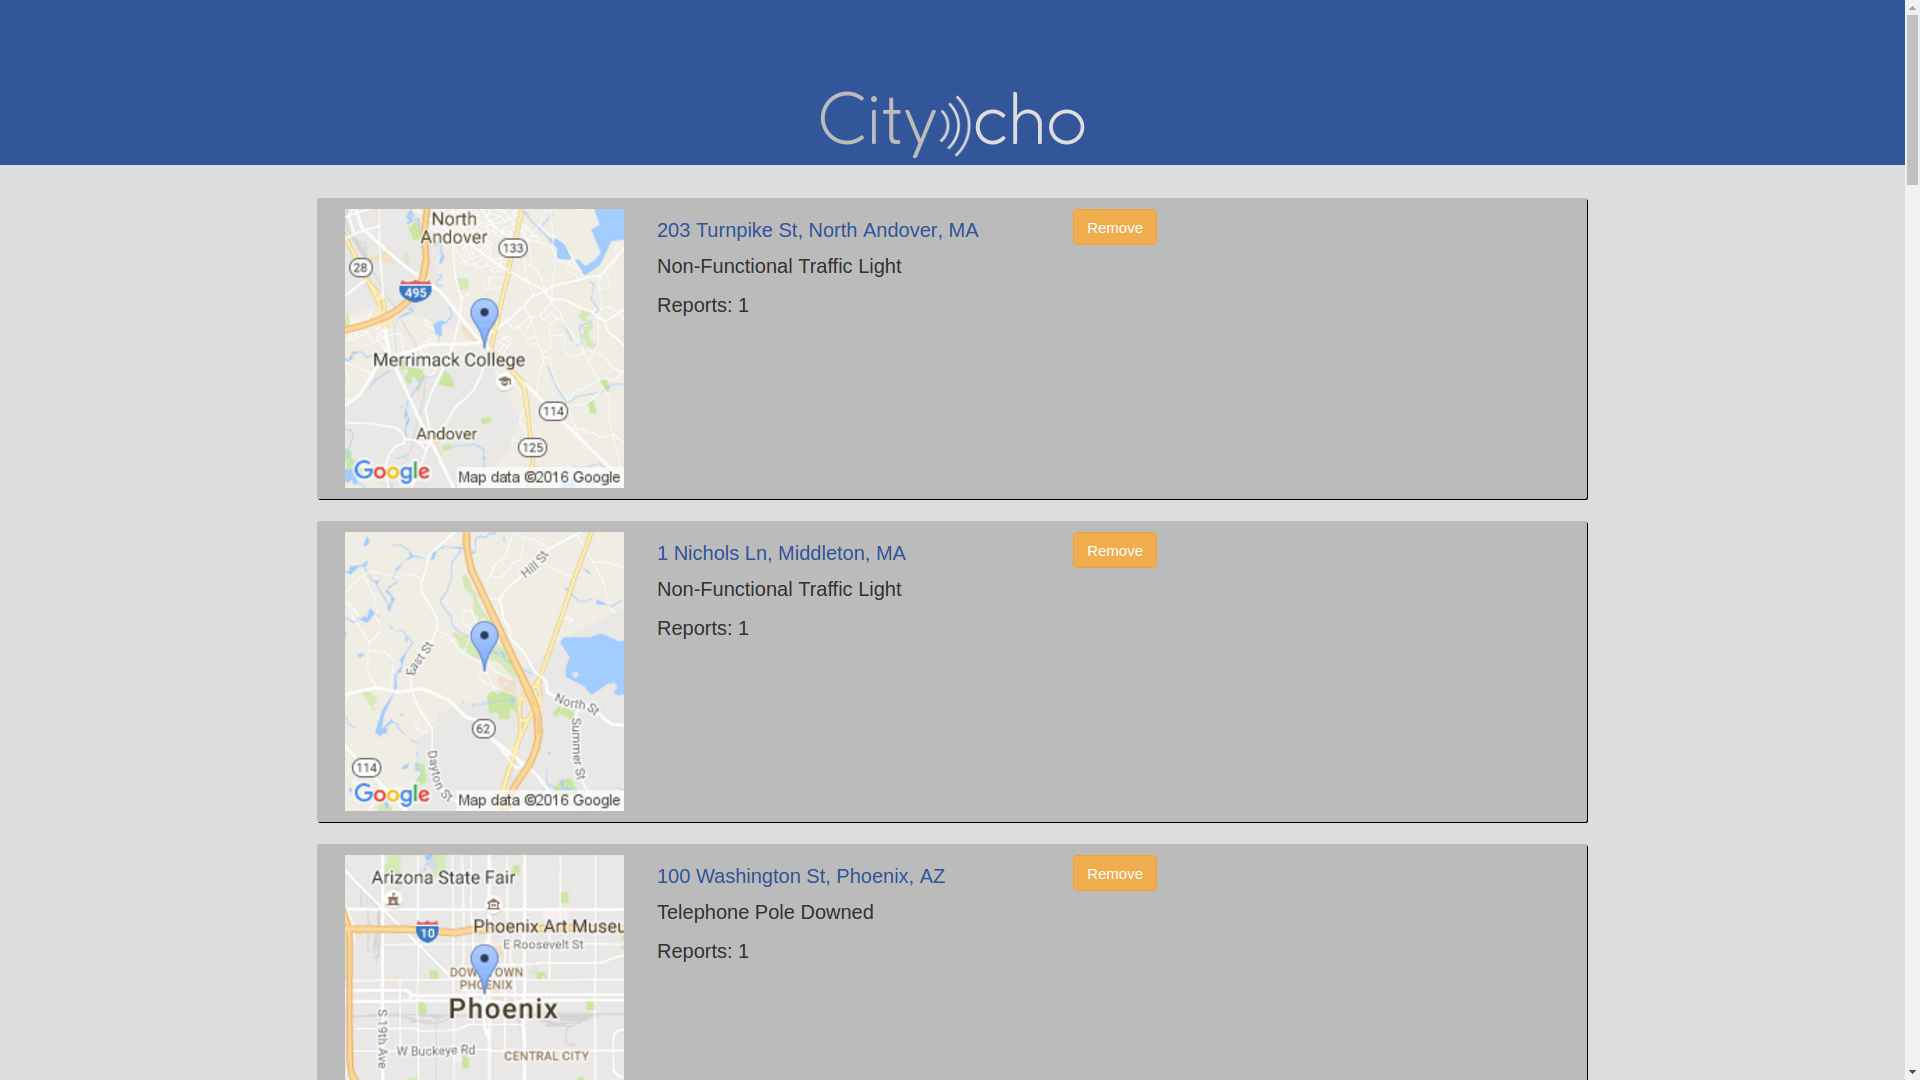 City cho
203 Turnpike St, North Andover, MA
Remove
Non-Functional Traffic Light
Reports: 1
North
Andover
133
28
495
Merrimack College
114
Andover
125
Google
Map data ©2016 Google
1 Nichols Ln, Middleton, MA
Remove
Non-Functional Traffic Light
Reports: 1
Hill St
East St
North St
62
Summer St
Dayton St
114
Google
Map data ©2016 Google
100 Washington St, Phoenix, AZ
Remove
Telephone Pole Downed
Reports: 1
Arizona State Fair
Phoenix Art Museu
10
E Roosevelt St
DOWNTOWN
PHOENIX
Phoenix
S 19th Ave
W Buckeye Rd
CENTRAL CITY